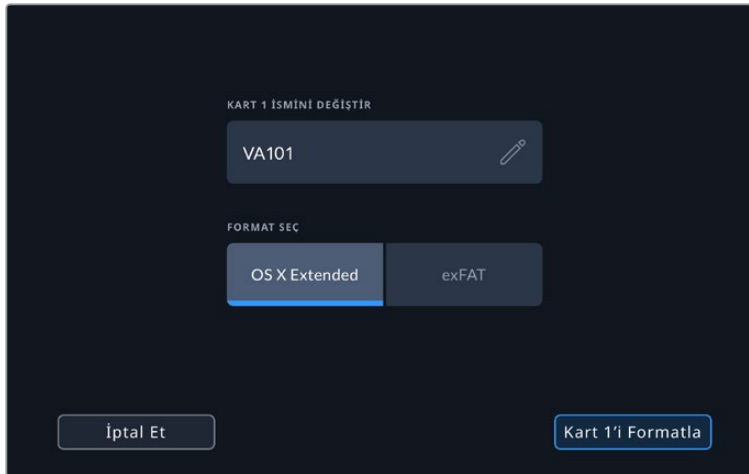 KART 1 İSMİNİ DEĞİŞTİR
VA101
FORMAT SEÇ
OS X Extended exFAT
İptal Et Kart 1'i Formatla